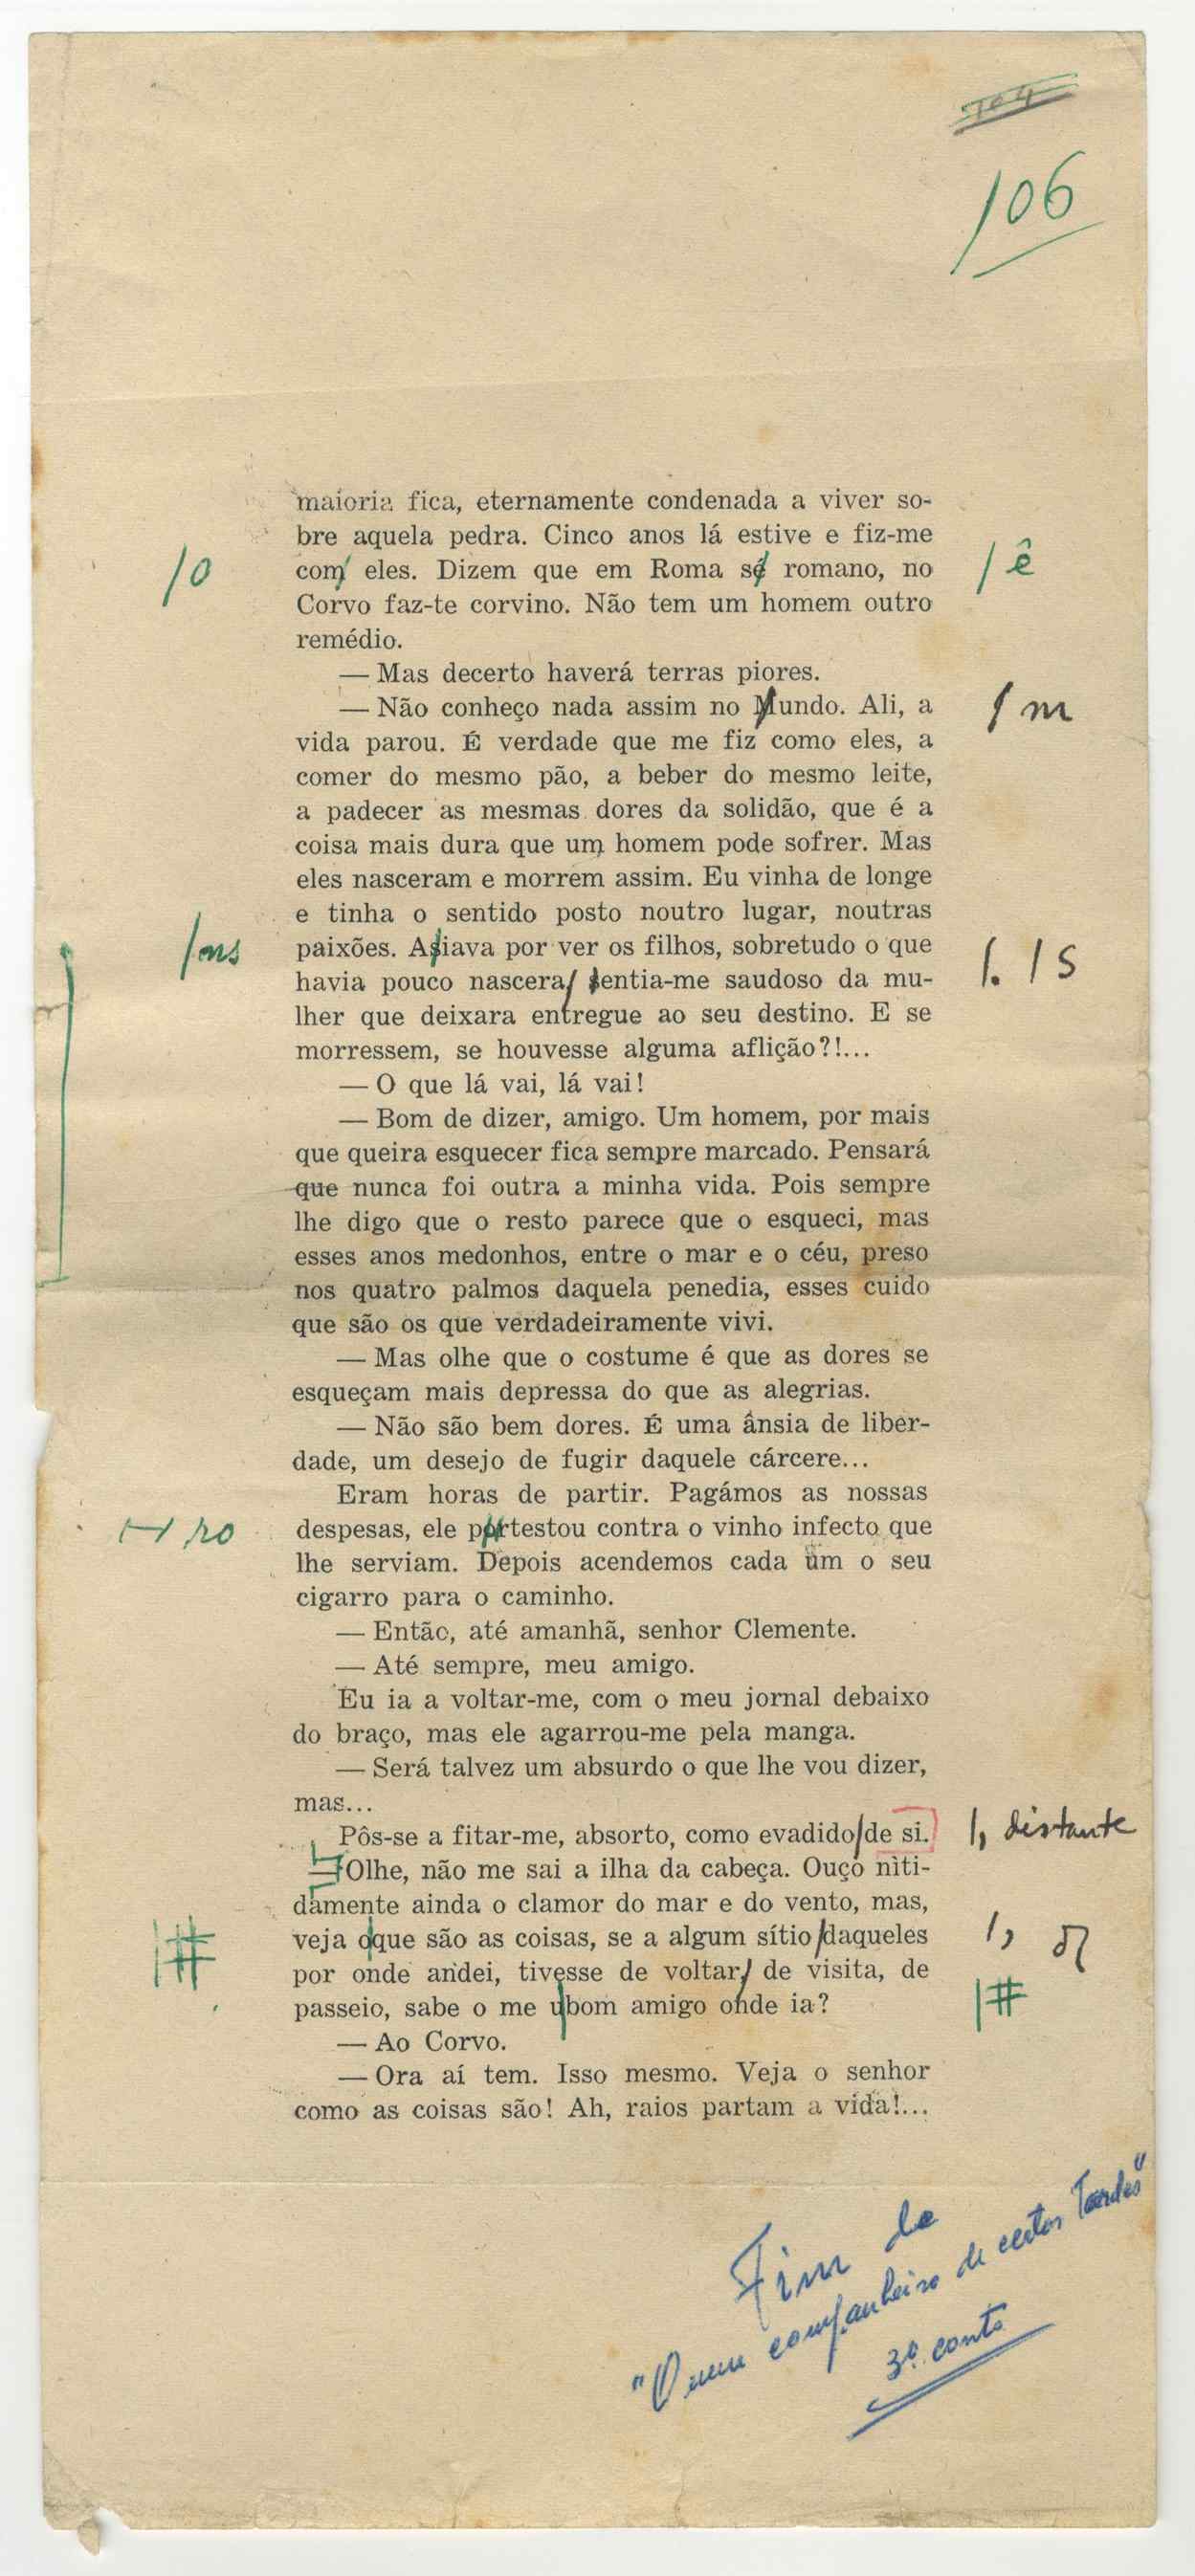 106
maioria fica, eternamente condenada a viver so-
bre aquela pedra. Cinco anos lá estive e fiz-me
/o com eles. Dizem que em Roma sé romano, no /ê
Corvo faz-te corvino. Não tem um homem outro
remédio.
— Mas decerto haverá terras piores.
— Não conheço nada assim no Mundo. Ali, a /m
vida parou. É verdade que me fiz como eles, a
comer do mesmo pão, a beber do mesmo leite,
a padecer as mesmas dores da solidão, que é a
coisa mais dura que um homem pode sofrer. Mas
eles nasceram e morrem assim. Eu vinha de longe
e tinha o sentido posto noutro lugar, noutras
/ns paixões. Asiava por ver os filhos, sobretudo o que
havia pouco nascera, sentia-me saudoso da mu- /. /S
lher que deixara entregue ao seu destino. E se
morressem, se houvesse alguma aflição?!...
— O que lá vai, lá vai!
— Bom de dizer, amigo. Um homem, por mais
que queira esquecer fica sempre marcado. Pensará
que nunca foi outra a minha vida. Pois sempre
lhe digo que o resto parece que o esqueci, mas
esses anos medonhos, entre o mar e o céu, preso
nos quatro palmos daquela penedia, esses cuido
que são os que verdadeiramente vivi.
— Mas olhe que o costume é que as dores se
esqueçam mais depressa do que as alegrias.
— Não são bem dores. É uma ânsia de liber-
dade, um desejo de fugir daquele cárcere...
Eram horas de partir. Pagámos as nossas
ro despesas, ele portestou contra o vinho infecto que
lhe serviam. Depois acendemos cada um o seu
cigarro para o caminho.
— Então, até amanhã, senhor Clemente.
— Até sempre, meu amigo.
Eu ia a voltar-me, com o meu jornal debaixo
do braço, mas ele agarrou-me pela manga.
— Será talvez um absurdo o que lhe vou dizer,
mas...
Pôs-se a fitar-me, absorto, como evadido de si. /, distante
Olhe, não me sai a ilha da cabeça. Ouço nìti-
damente ainda o clamor do mar e do vento, mas,
/# veja oque são as coisas, se a algum sítio daqueles /,
por onde andei, tivesse de voltar, de visita, de /#
passeio, sabe o me ubom amigo onde ia?
— Ao Corvo.
— Ora aí tem. Isso mesmo. Veja o senhor
como as coisas são! Ah, raios partam a vida!...
Fim de
"O meu companheiro de certas Tardes"
3º conto